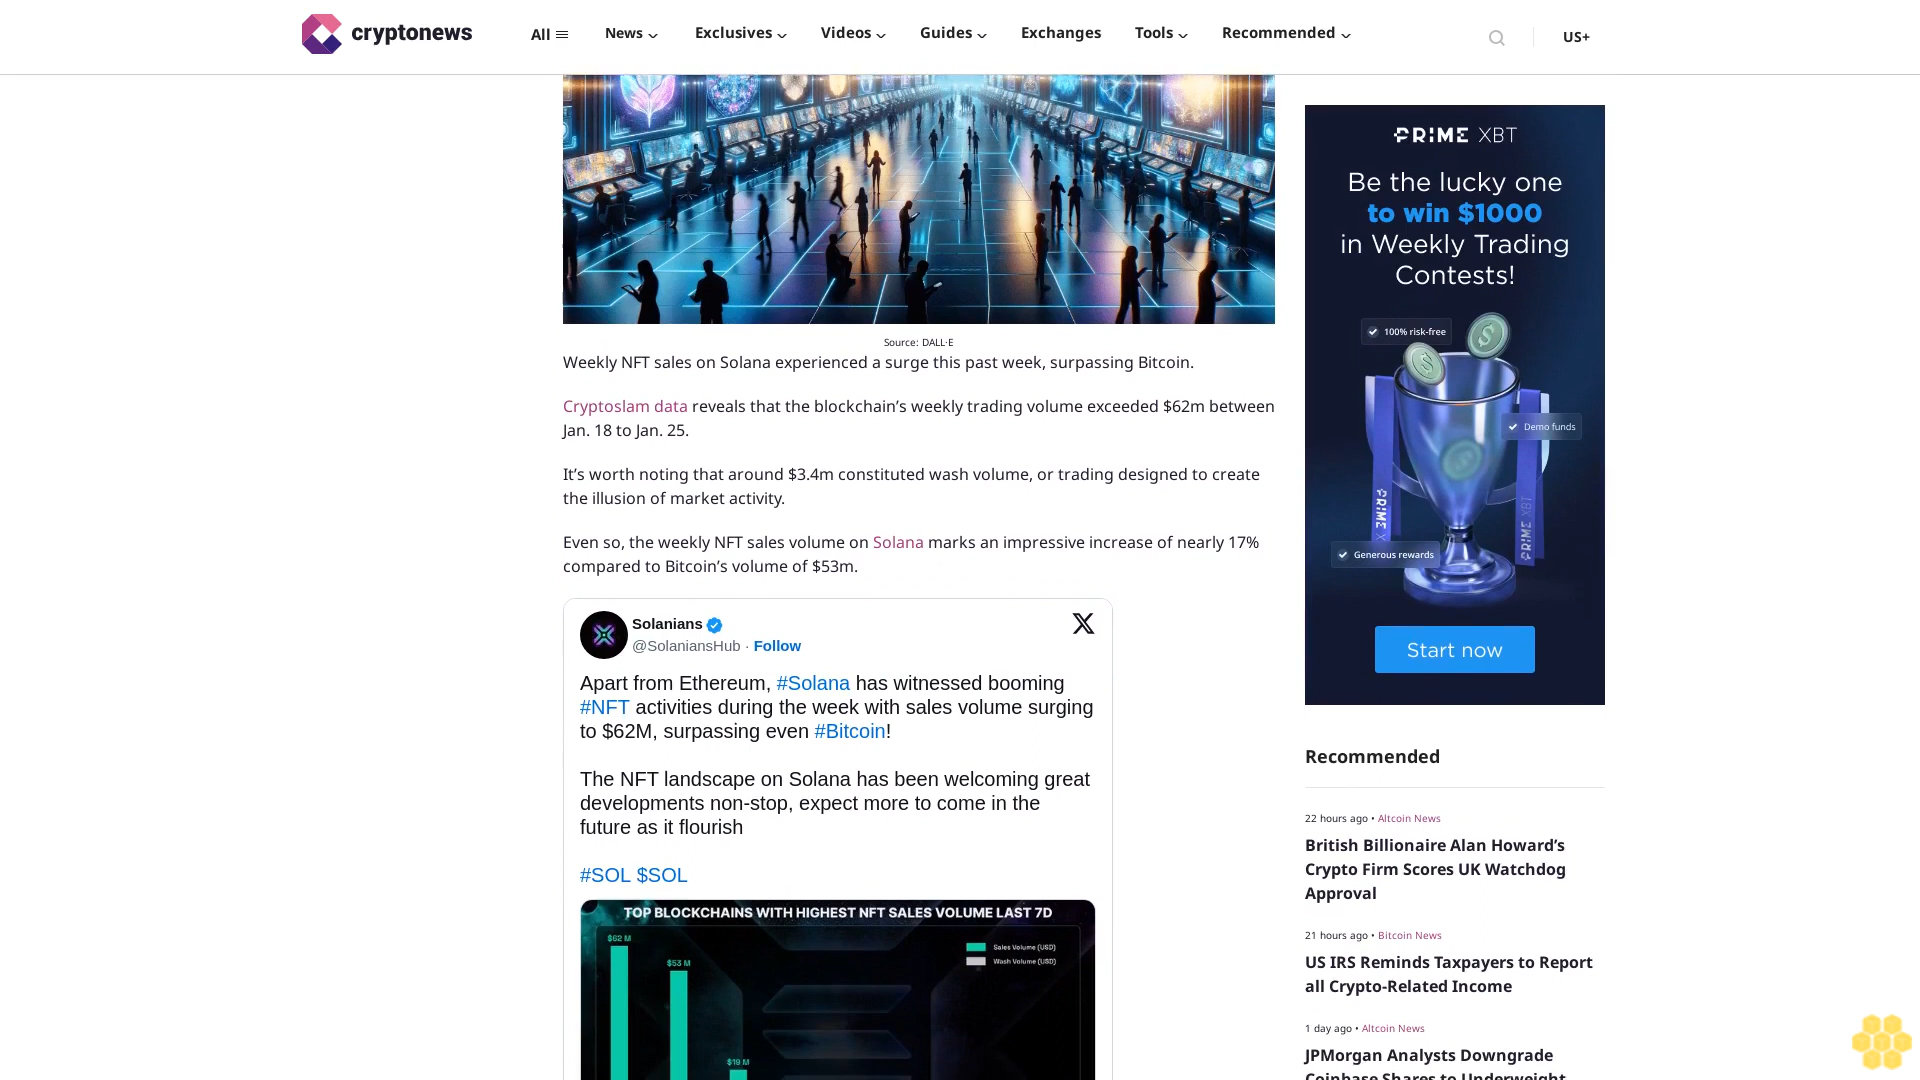 cryptonews
All
News
Exclusives
Videos
Guides
Exchanges
Tools
Recommended
US+
Source: DALL·E
Weekly NFT sales on Solana experienced a surge this past week, surpassing Bitcoin.
Cryptoslam data reveals that the blockchain’s weekly trading volume exceeded $62m between
Jan. 18 to Jan. 25.
It’s worth noting that around $3.4m constituted wash volume, or trading designed to create
the illusion of market activity.
Even so, the weekly NFT sales volume on Solana marks an impressive increase of nearly 17%
compared to Bitcoin’s volume of $53m.
Solanians
@SolaniansHub · Follow
X
Apart from Ethereum, #Solana has witnessed booming
#NFT activities during the week with sales volume surging
to $62M, surpassing even #Bitcoin!
The NFT landscape on Solana has been welcoming great
developments non-stop, expect more to come in the
future as it flourish
#SOL $SOL
TOP BLOCKCHAINS WITH HIGHEST NFT SALES VOLUME LAST 7D
$62 M
$53 M
$19 M
Sales Volume (USD)
Wash Volume (USD)
PRIME XBT
Be the lucky one
to win $1000
in Weekly Trading
Contests!
100% risk-free
Demo funds
PRIME X
PRIME XBT
Generous rewards
Start now
Recommended
22 hours ago • Altcoin News
British Billionaire Alan Howard’s
Crypto Firm Scores UK Watchdog
Approval
21 hours ago • Bitcoin News
US IRS Reminds Taxpayers to Report
all Crypto-Related Income
1 day ago • Altcoin News
JPMorgan Analysts Downgrade
Coinbase Shares to Underweight